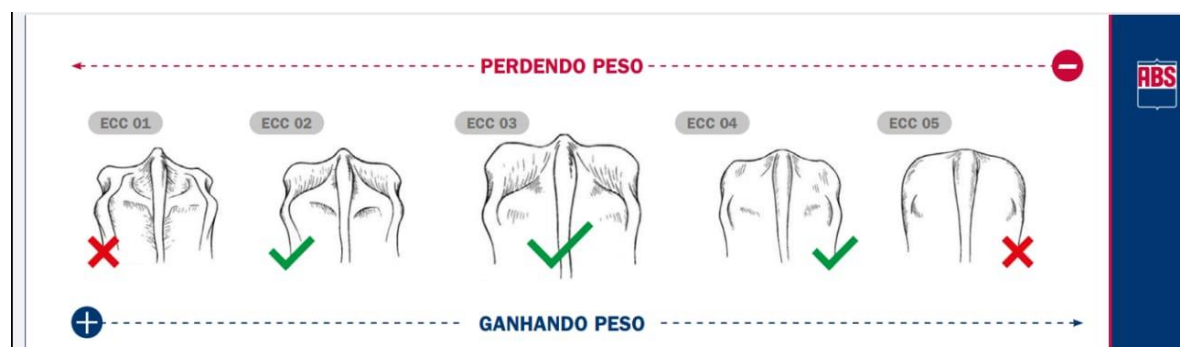 PERDENDO PESO
ABS
ECC 01
ECC 02
ECC 03
ECC 04
ECC 05
GANHANDO PESO